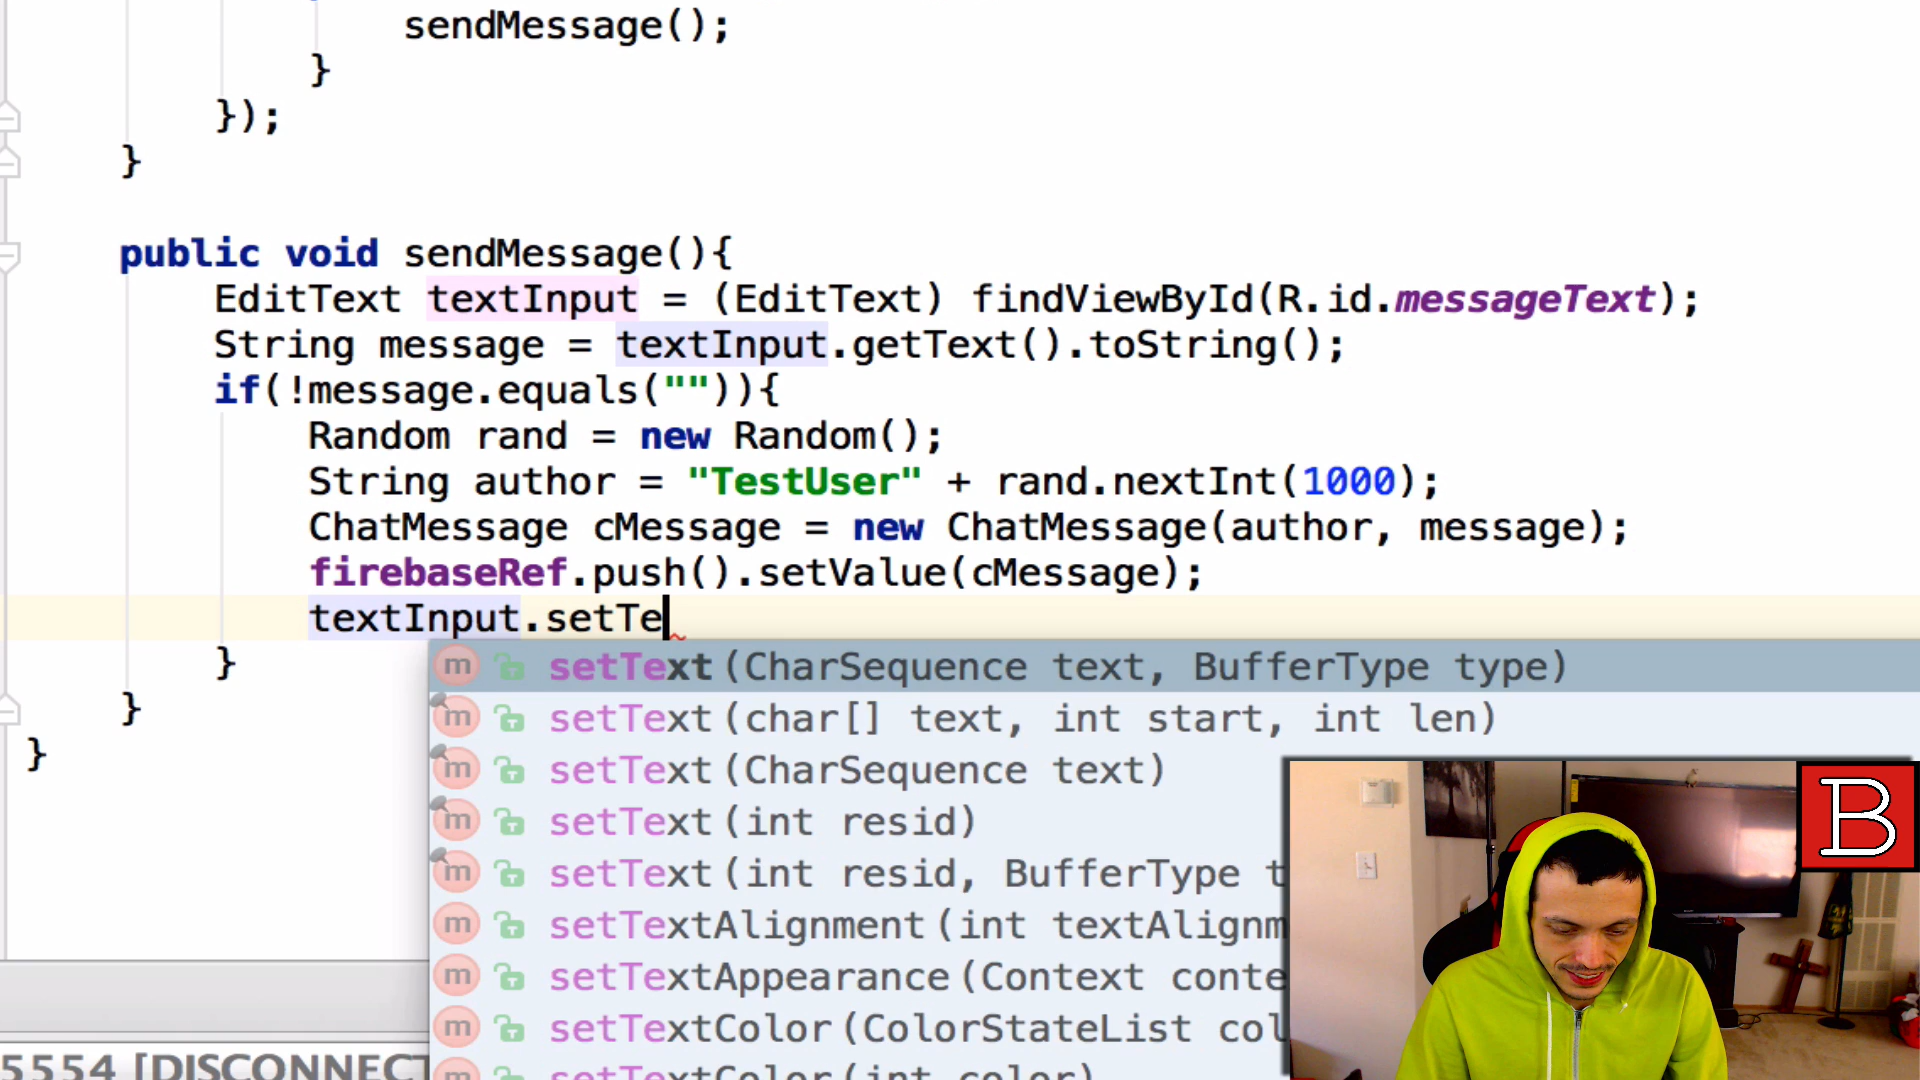 sendMessage();
}
});
}
public void sendMessage(){
EditText textInput = (EditText) findViewById(R.id.messageText);
String message = textInput.getText().toString();
if(!message.equals("")){
Random rand = new Random();
String author = "TestUser" + rand.nextInt(1000);
ChatMessage cMessage = new ChatMessage(author, message);
firebaseRef.push().setValue(cMessage);
textInput.setTe
}
}
}
m setText(CharSequence text, BufferType type)
m setText(char[] text, int start, int len)
m setText(CharSequence text)
m setText(int resid)
m setText(int resid, BufferType t
m setTextAlignment(int textAlignm
m setTextAppearance(Context conte
m setTextColor(ColorStateList col
m setTextColor(int color)
5554 [DISCONNECT
B